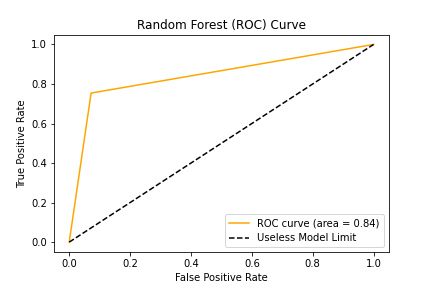 Random Forest (ROC) Curve
1.0
0.8
0.6
0.4
0.2
0.0
True Positive Rate
ROC curve (area = 0.84)
Useless Model Limit
0.0 0.2 0.4 0.6 0.8 1.0
False Positive Rate